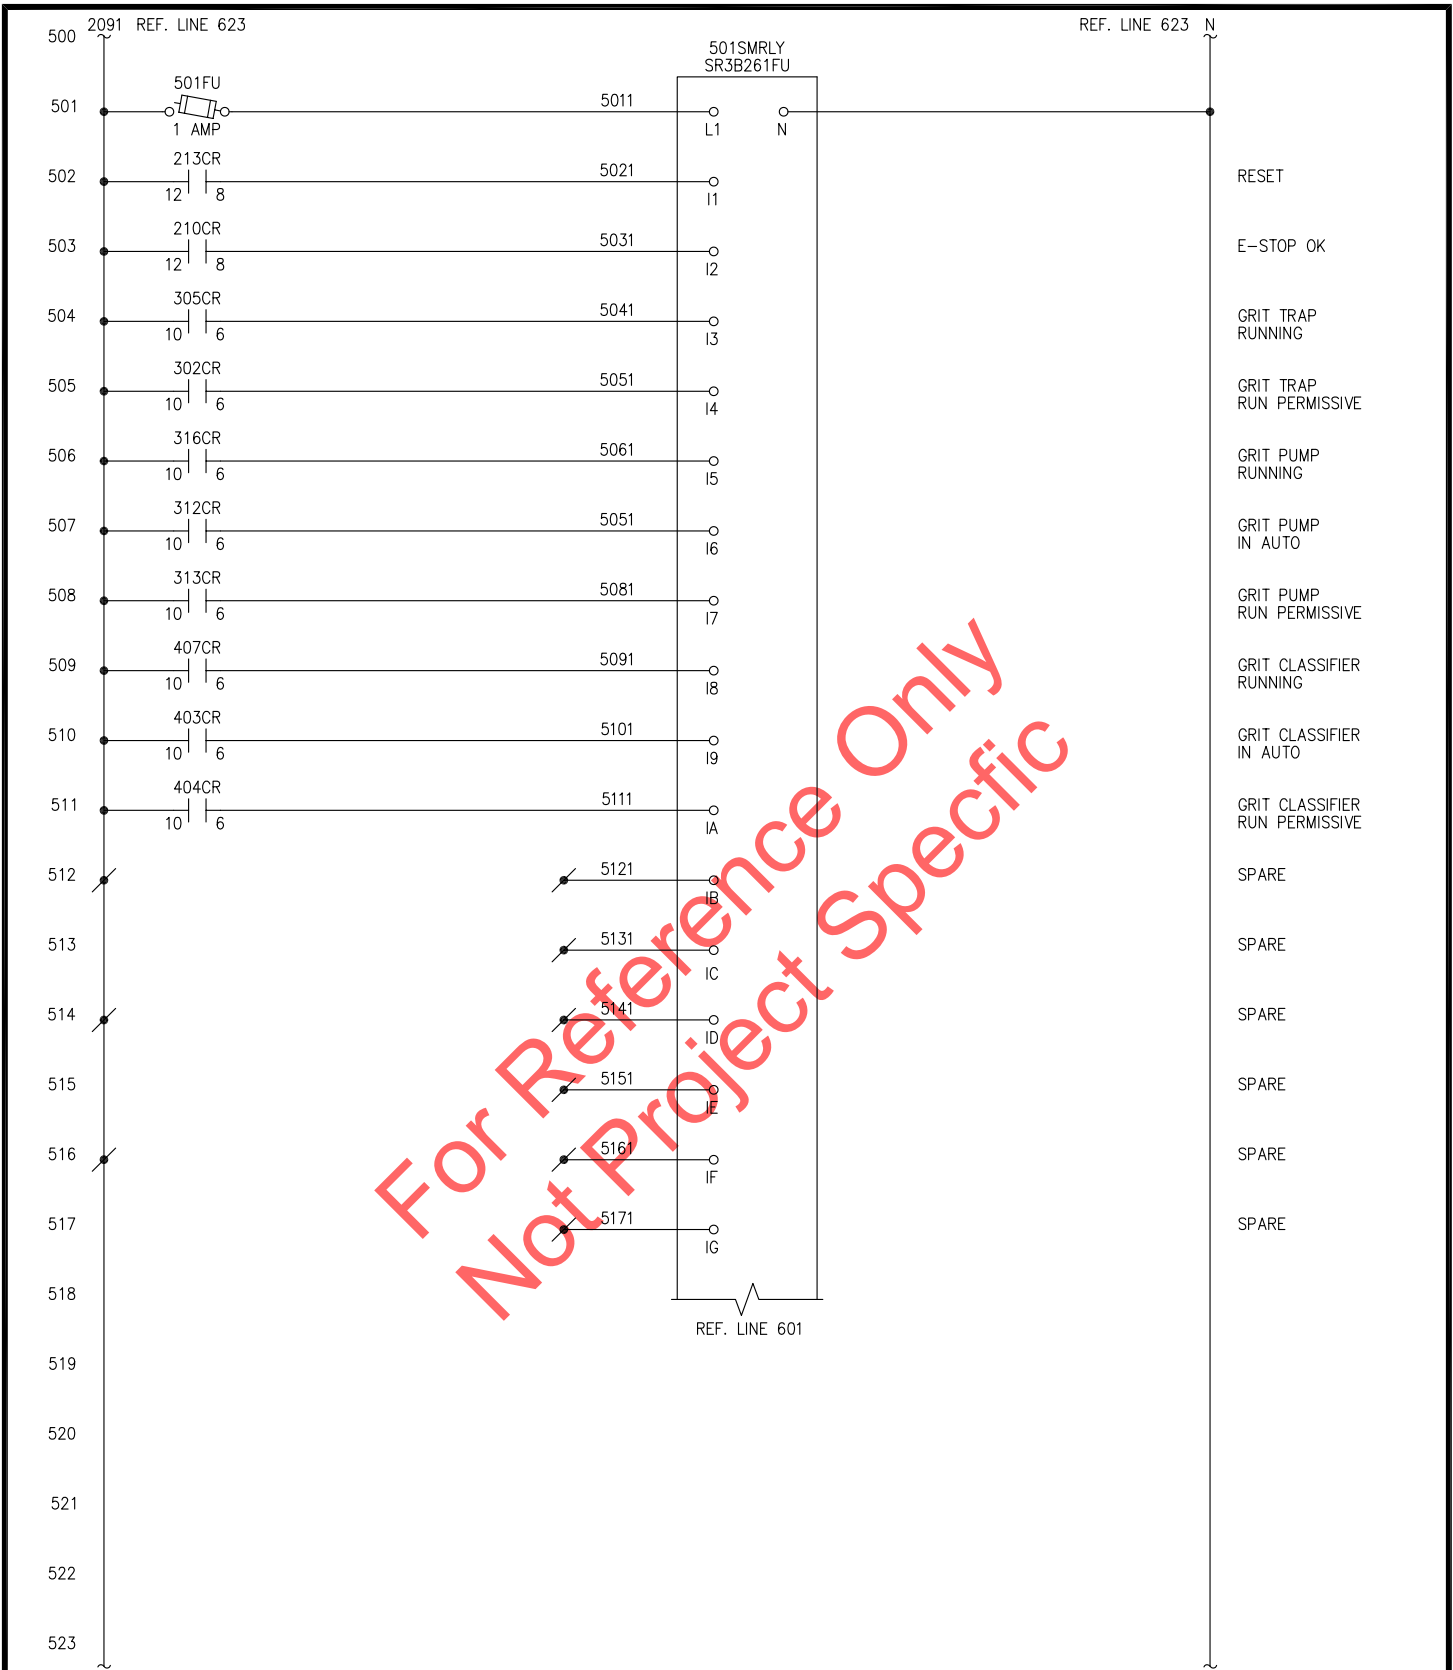 2091 REF. LINE 623
REF. LINE 623 N
500
501SMRLY
SR3B261FU
501FU
501
5011
1 AMP
L1
N
213CR
502
5021
RESET
12 8
I1
210CR
503
5031
E-STOP OK
12 8
I2
305CR
504
5041
GRIT TRAP
RUNNING
10 6
I3
302CR
505
5051
GRIT TRAP
RUN PERMISSIVE
10 6
I4
316CR
506
5061
GRIT PUMP
RUNNING
10 6
I5
312CR
507
5051
GRIT PUMP
IN AUTO
10 6
I6
313CR
508
5081
GRIT PUMP
RUN PERMISSIVE
10 6
I7
407CR
509
5091
GRIT CLASSIFIER
RUNNING
10 6
I8
403CR
510
5101
GRIT CLASSIFIER
IN AUTO
10 6
I9
404CR
511
5111
GRIT CLASSIFIER
RUN PERMISSIVE
10 6
IA
512
5121
SPARE
IB
513
5131
SPARE
IC
514
5141
SPARE
ID
515
5151
SPARE
IE
516
5161
SPARE
IF
517
5171
SPARE
IG
518
REF. LINE 601
519
520
521
522
523
For Reference Only
Not Project Specfic